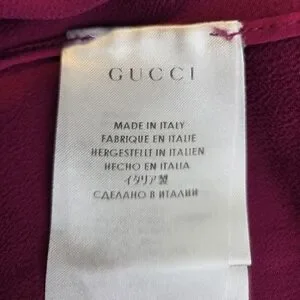 GUCCI
MADE IN ITALY
FABRIQUE EN ITALIE
HERGESTELLT IN ITALIEN
HECHO EN ITALIA
イタリア製
СДЕЛАНО В ИТАЛИИ